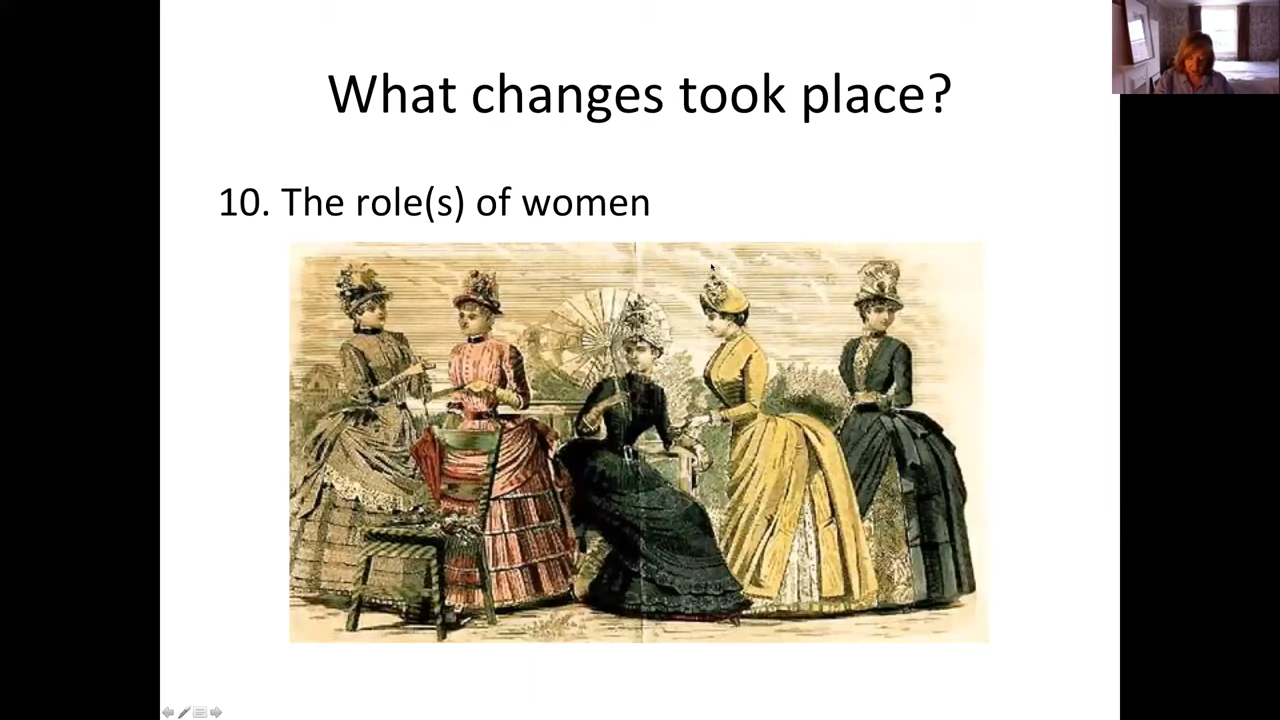 What changes took place?
10. The role(s) of women